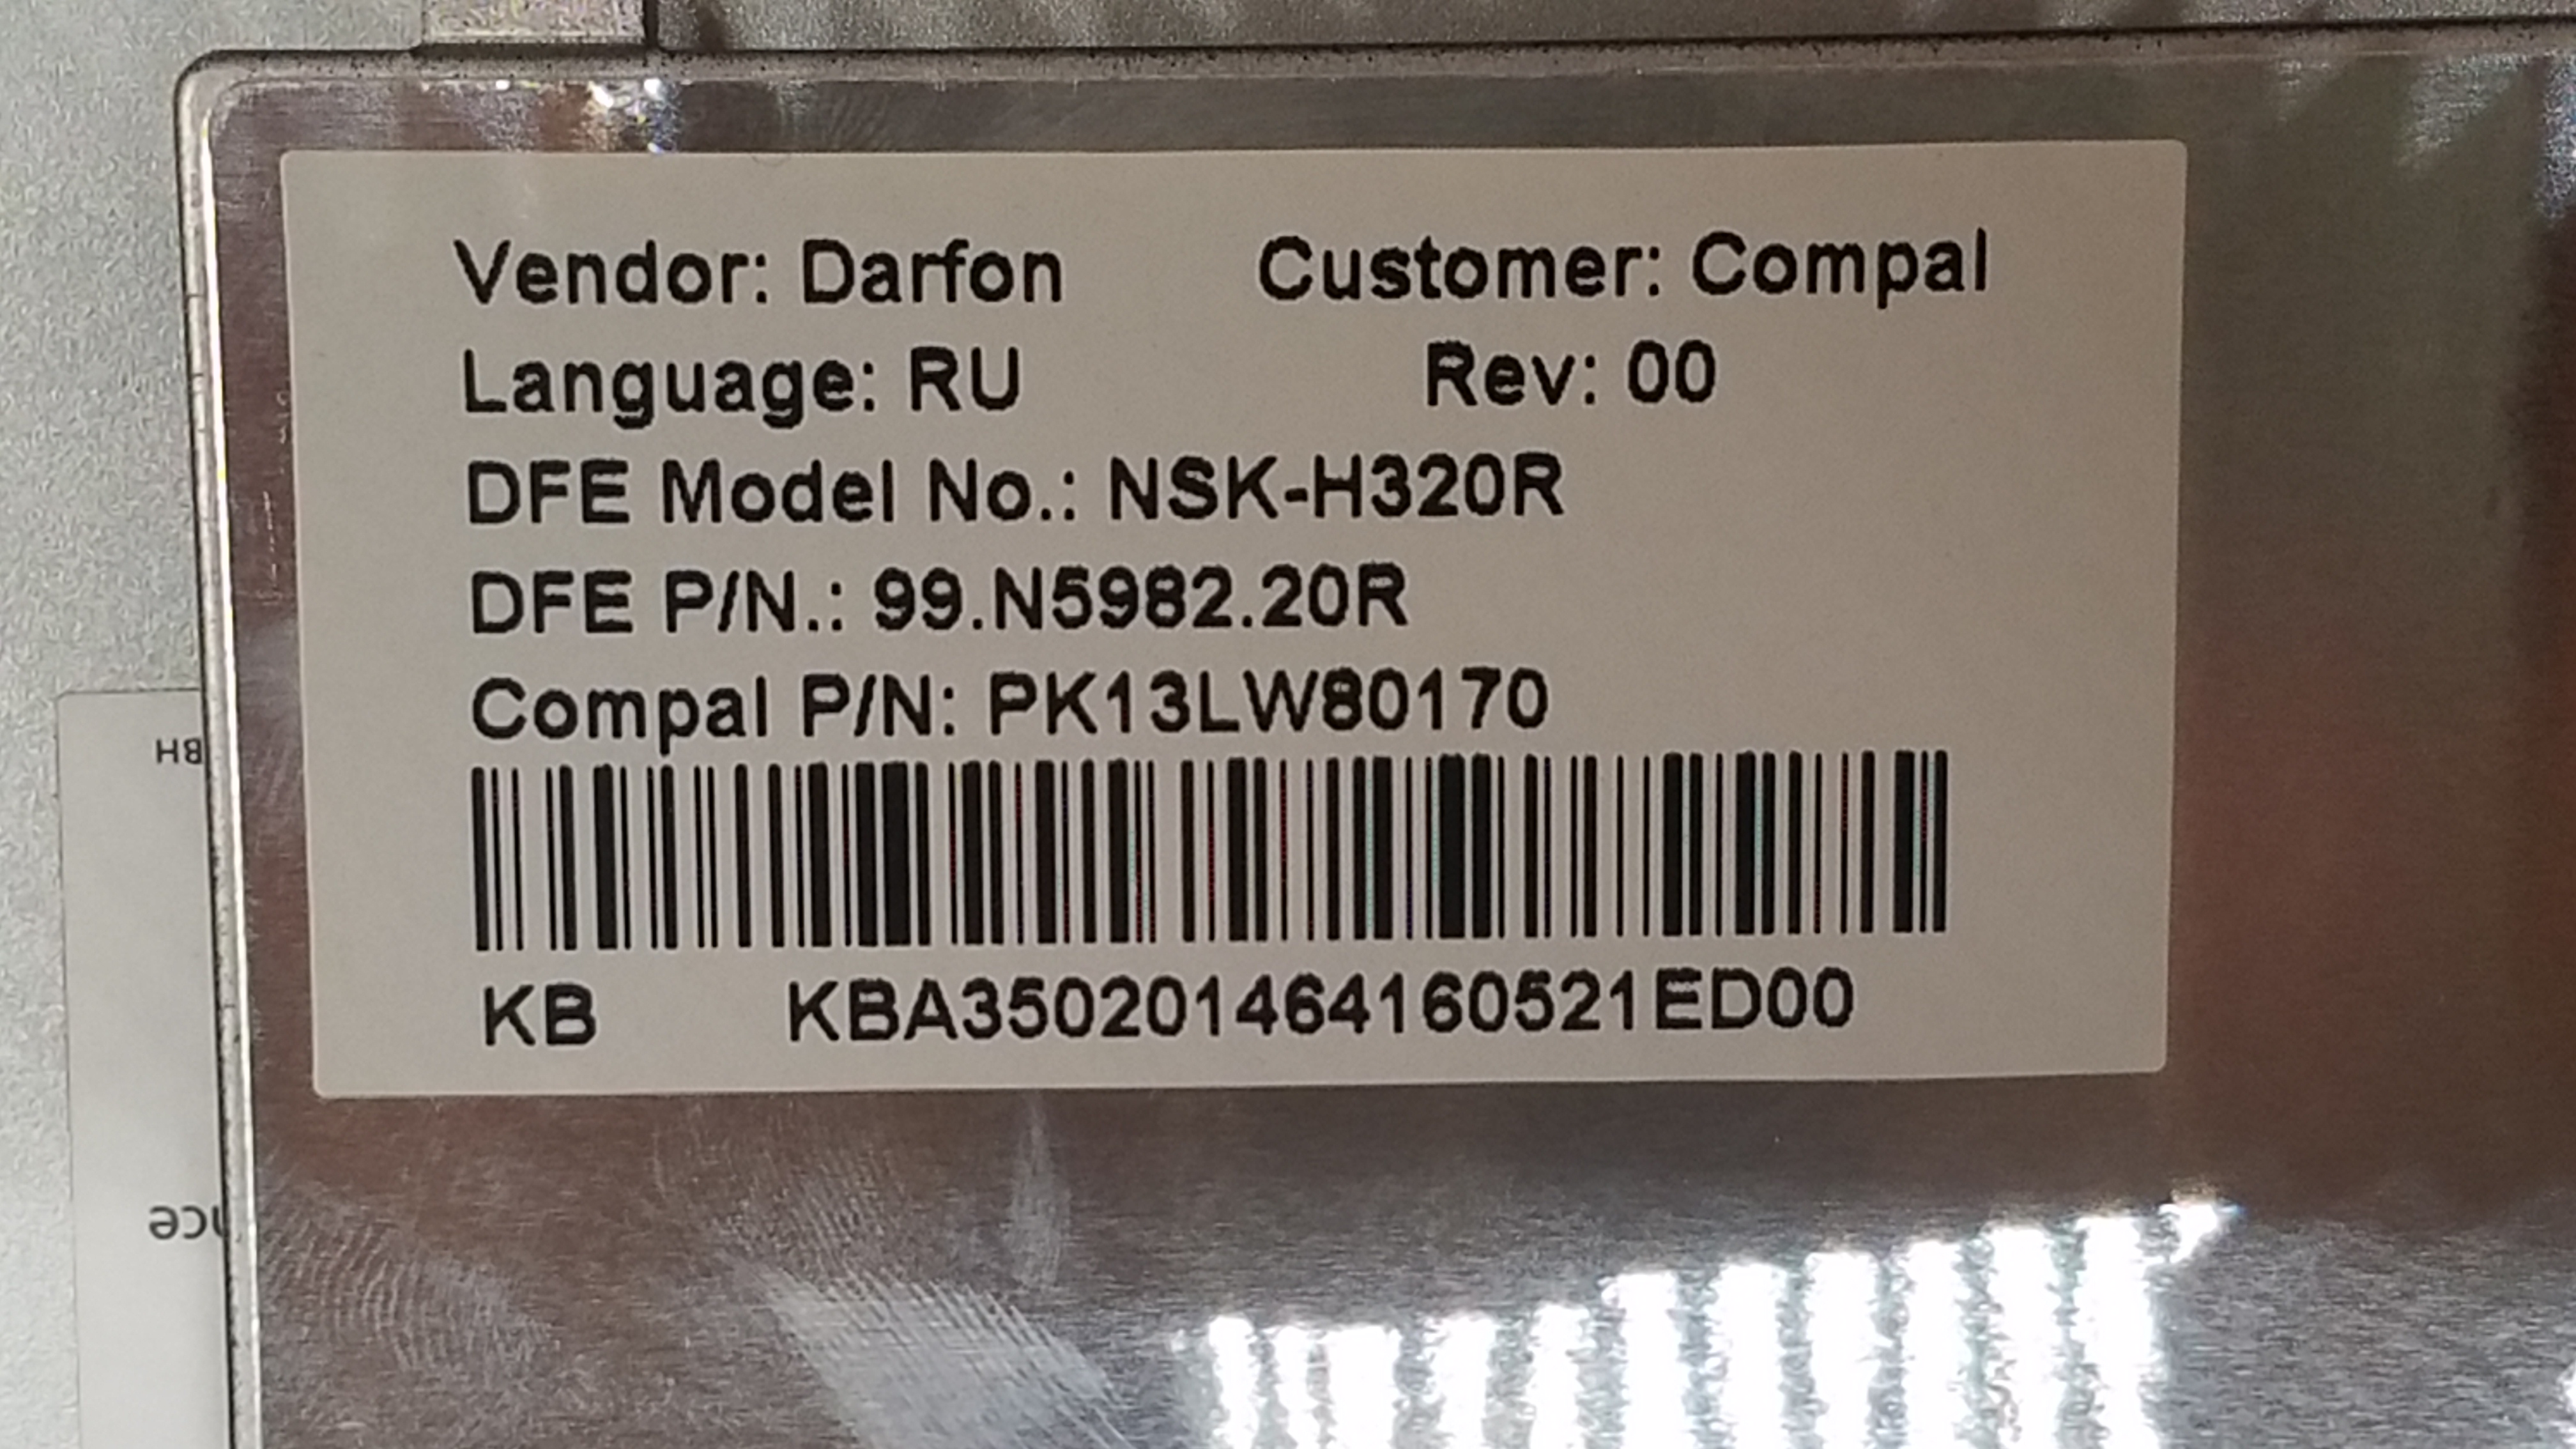 Vendor: Darfon Customer: Compal
Language: RU Rev: 00
DFE Model No.: NSK-H320R
DFE P/N.: 99.N5982.20R
Compal P/N: PK13LW80170
KB KBA350201464160521ED00